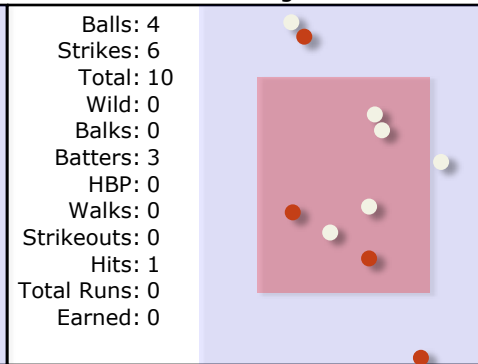 Balls: 4
Strikes: 6
Total: 10
Wild: 0
Balks: 0
Batters: 3
HBP: 0
Walks: 0
Strikeouts: 0
Hits: 1
Total Runs: 0
Earned: 0